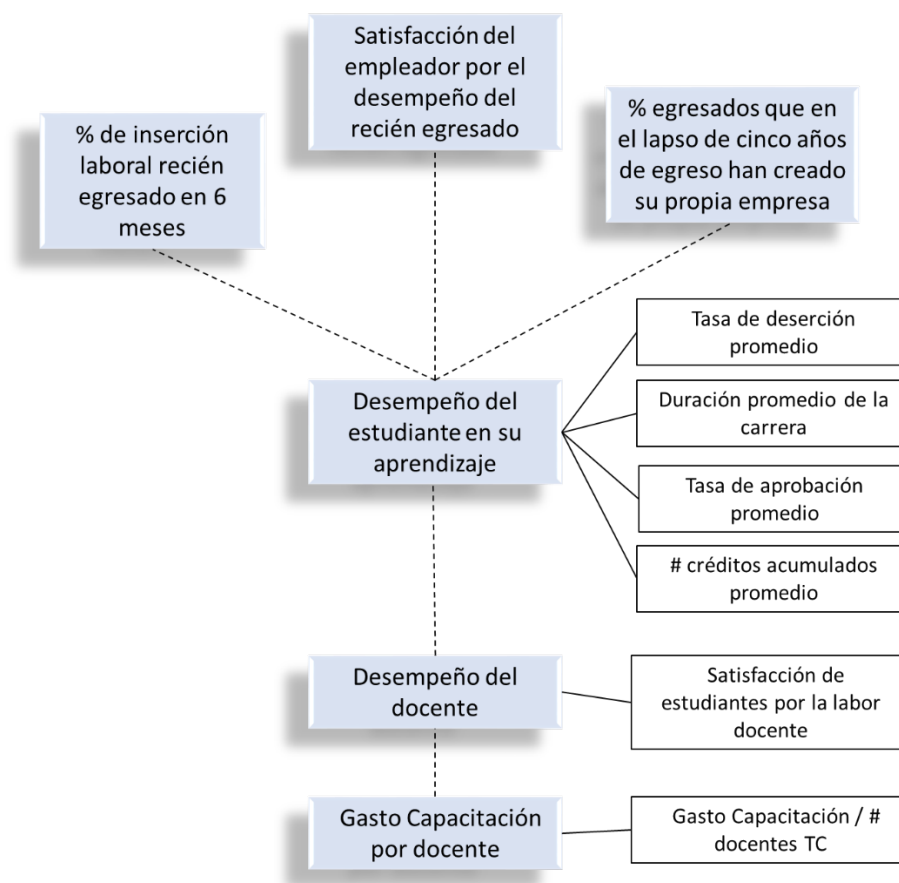 Satisfacción del
empleador por el
desempeño del
recién egresado
% de inserción
laboral recién
egresado en 6
meses
% egresados que en
el lapso de cinco años
de egreso han creado
su propia empresa
Tasa de deserción
promedio
Desempeño del
estudiante en su
aprendizaje
Duración promedio de la
carrera
Tasa de aprobación
promedio
# créditos acumulados
promedio
Desempeño del
docente
Satisfacción de
estudiantes por la labor
docente
Gasto Capacitación
por docente
Gasto Capacitación / #
docentes TC